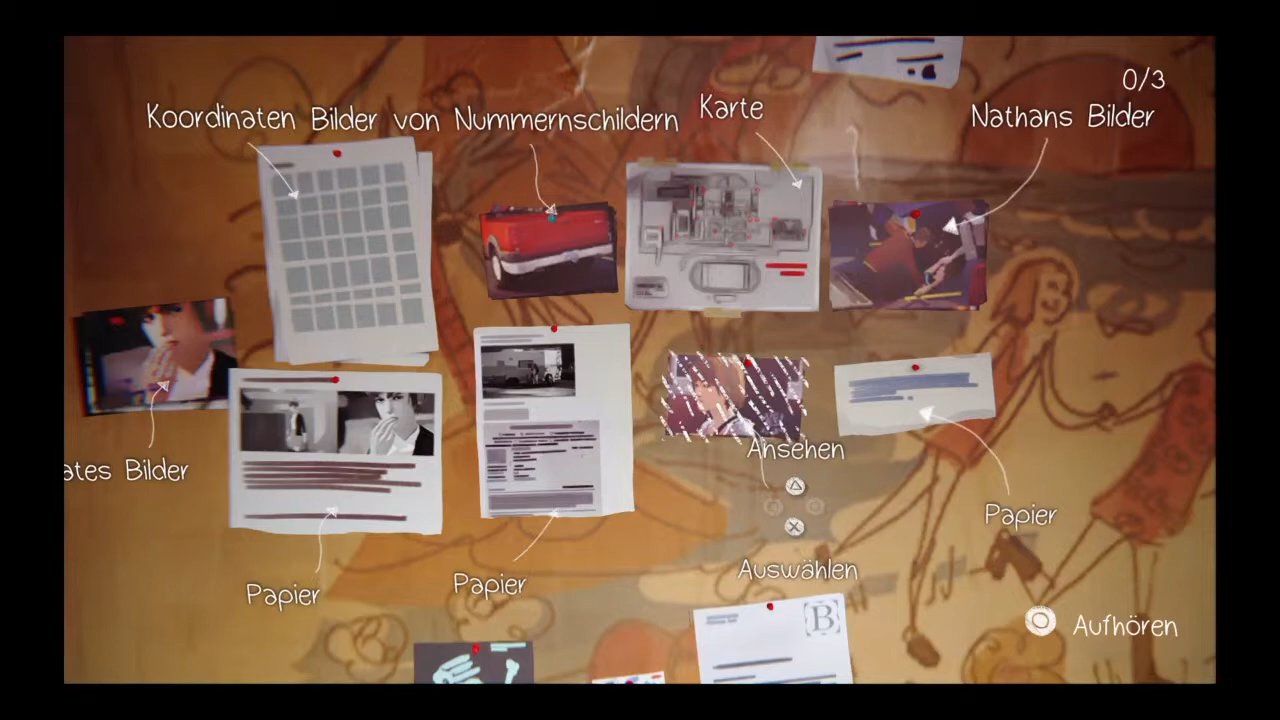 0/3
Koordinaten Bilder von Nummernschildern Karte Nathans Bilder
ates Bilder
Ansehen
Papier
Auswählen
Papier
Papier
B
Aufhören